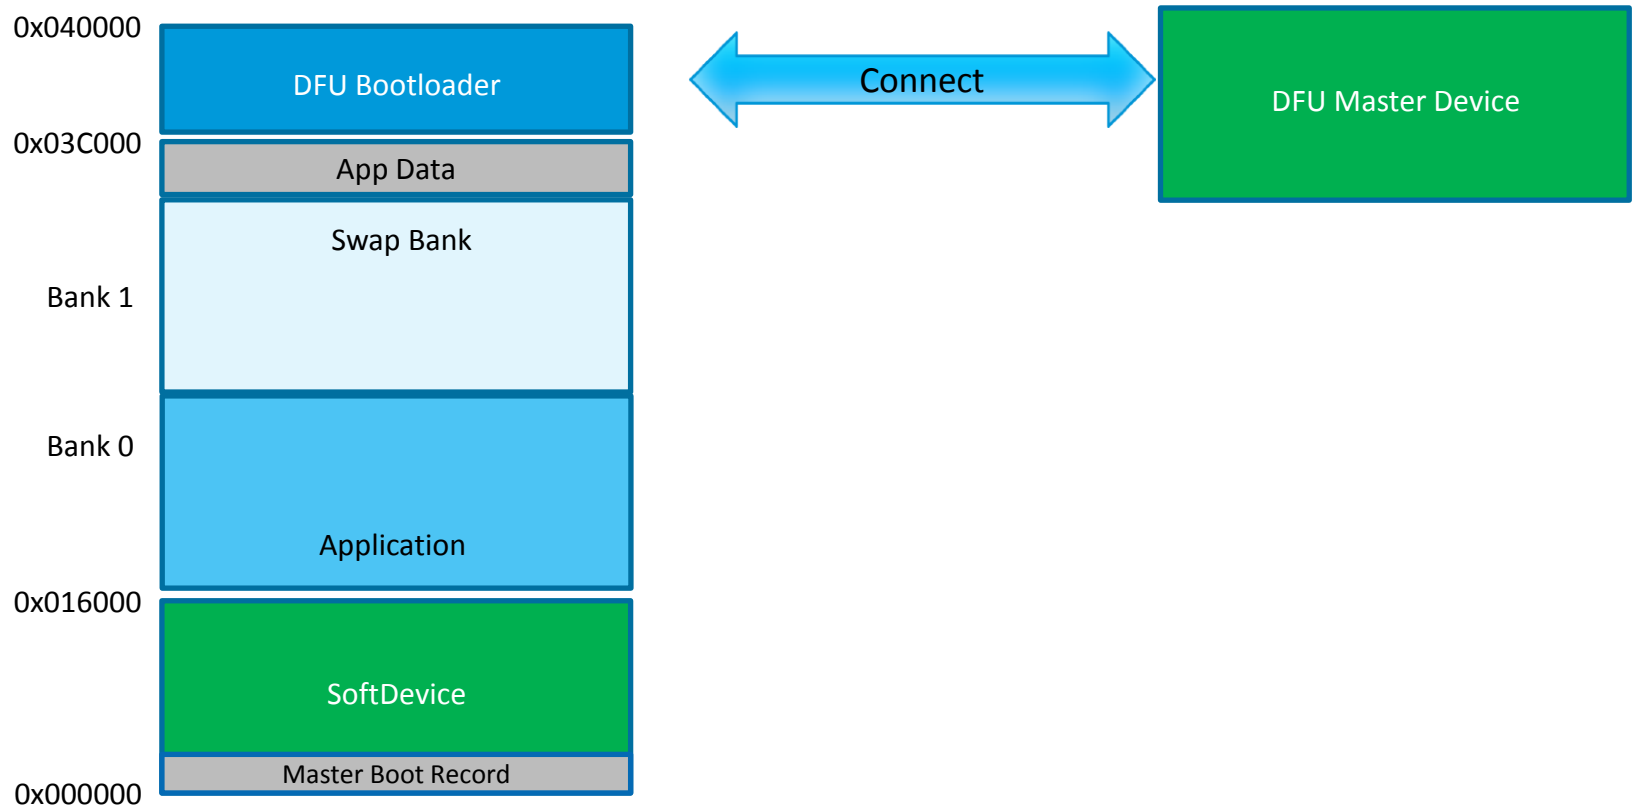 0x040000
DFU Bootloader
Connect
DFU Master Device
0x03C000
App Data
Swap Bank
Bank 1
Bank 0
Application
0x016000
SoftDevice
Master Boot Record
0x000000